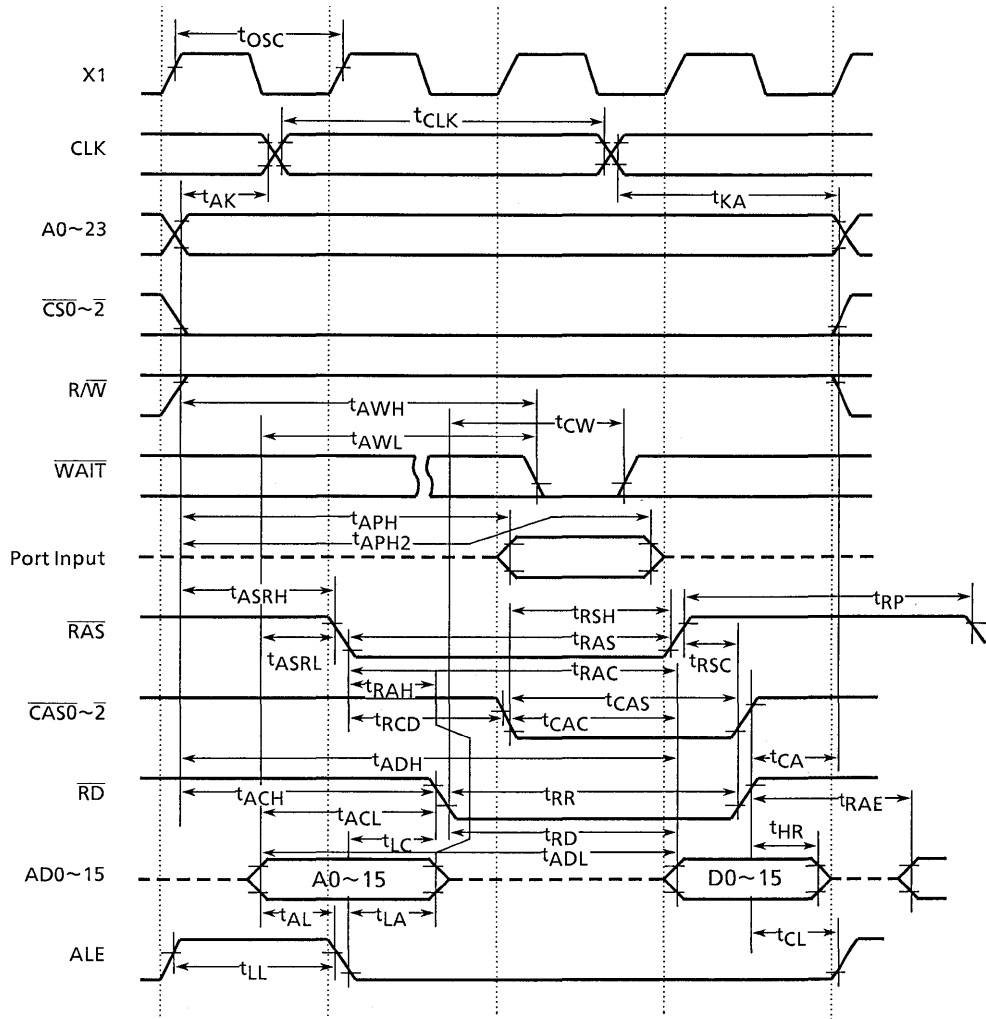 tOSC
X1
tCLK
CLK
tAK
tKA
A0~23
CS0~2
R/W
tAWH
tCW
tAWL
WAIT
tAPH
tAPH2
Port Input
tASRH
tRSH
tRP
RAS
tRAS
tASRL
tRSC
tRAC
tRAH
CAS0~2
tCAS
tRCD
tCAC
tADH
tCA
RD
tACH
tRR
tRAE
tACL
tRD
tHR
tLC
tADL
AD0~15
A0~15
D0~15
tAL
tLA
tCL
ALE
tLL